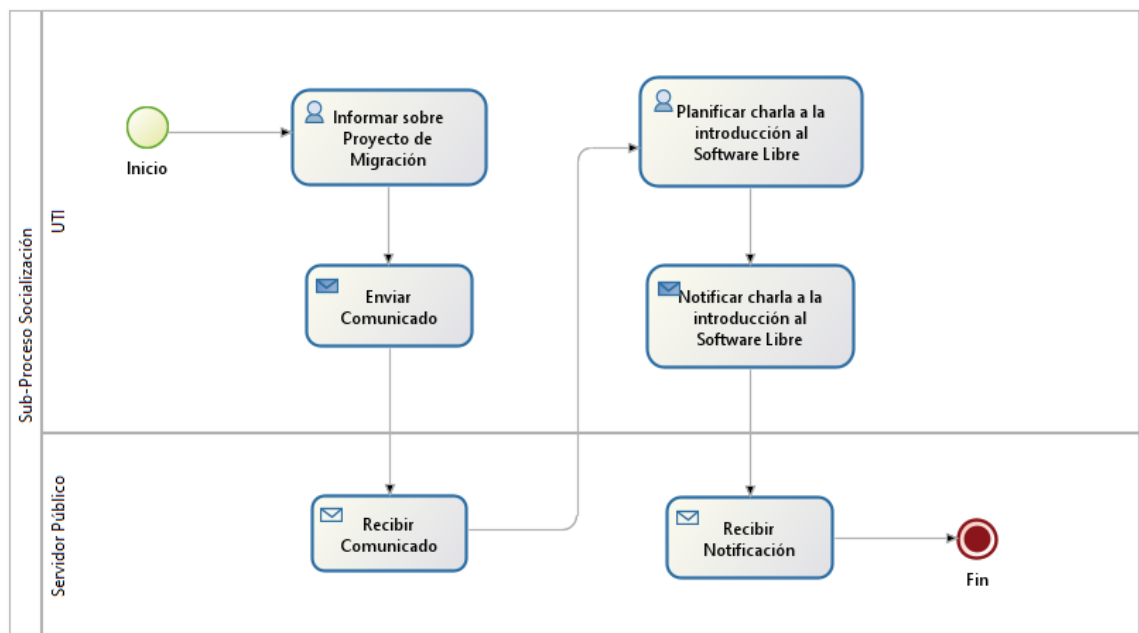 Sub-Proceso Socialización
UTI
Inicio
Informar sobre
Proyecto de
Migración
Enviar
Comunicado
Planificar charla a la
introducción al
Software Libre
Notificar charla a la
introducción al
Software Libre
Servidor Público
Recibir
Comunicado
Recibir
Notificación
Fin